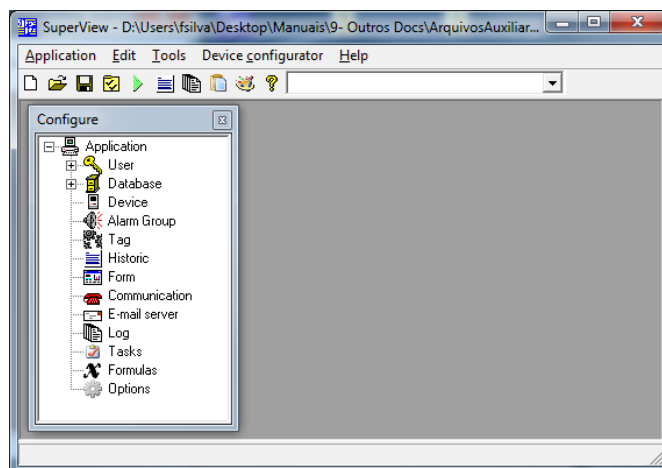 SuperView - D:\Users\fsilva\Desktop\Manuais\9- Outros Docs\ArquivosAuxiliar...
Application Edit Tools Device configurator Help
Configure
Application
User
Database
Device
Alarm Group
Tag
Historic
Form
Communication
E-mail server
Log
Tasks
Formulas
Options